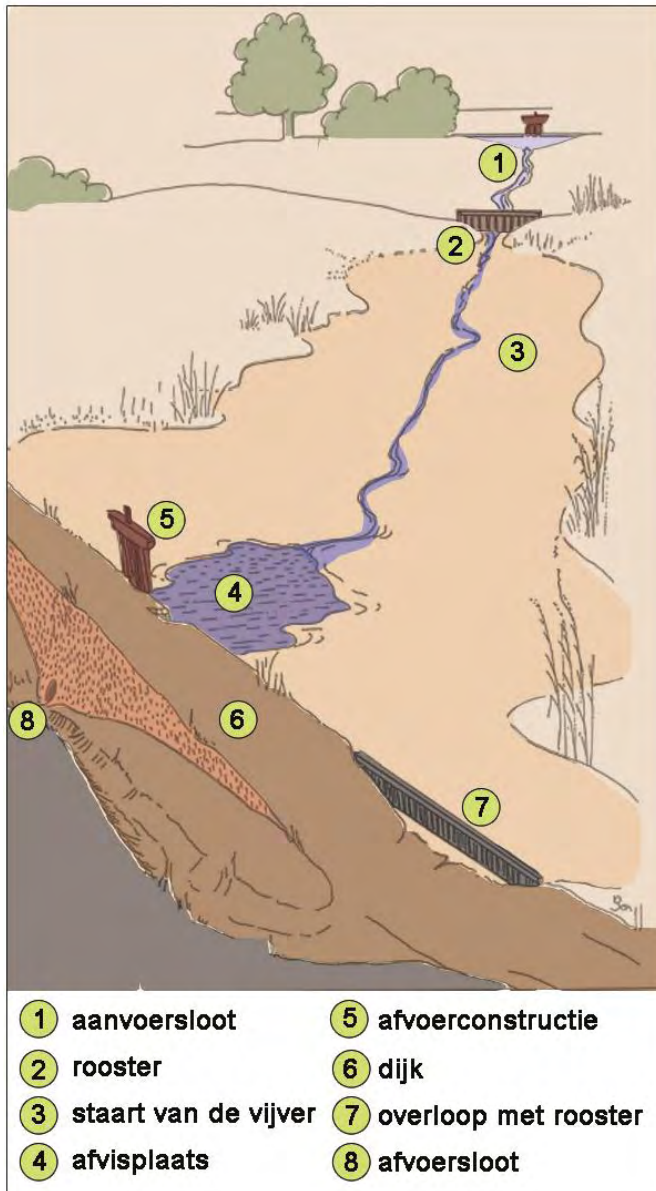 1
2
3
5
4
6
8
7
1 aanvoersloot
2 rooster
3 staart van de vijver
4 afvisplaats
5 afvoerconstructie
6 dijk
7 overloop met rooster
8 afvoersloot